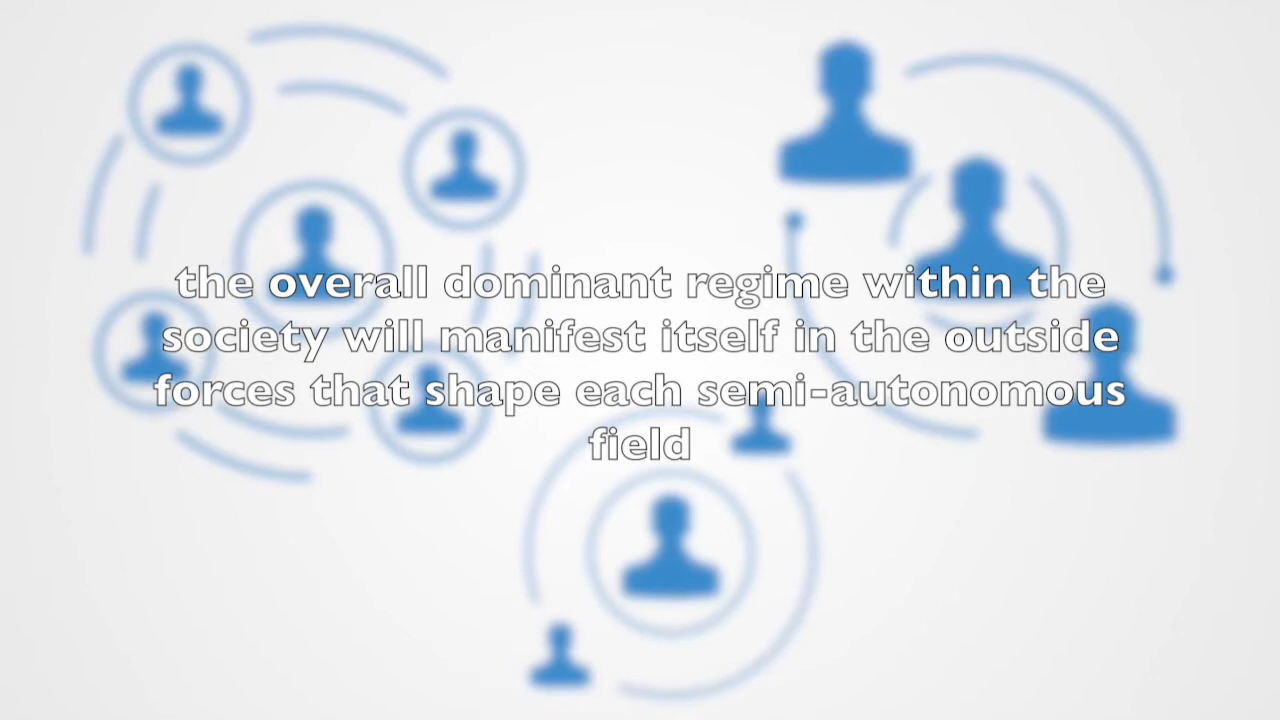 the overall dominant regime within the
society will manifest itself in the outside
forces that shape each semi-autonomous
field